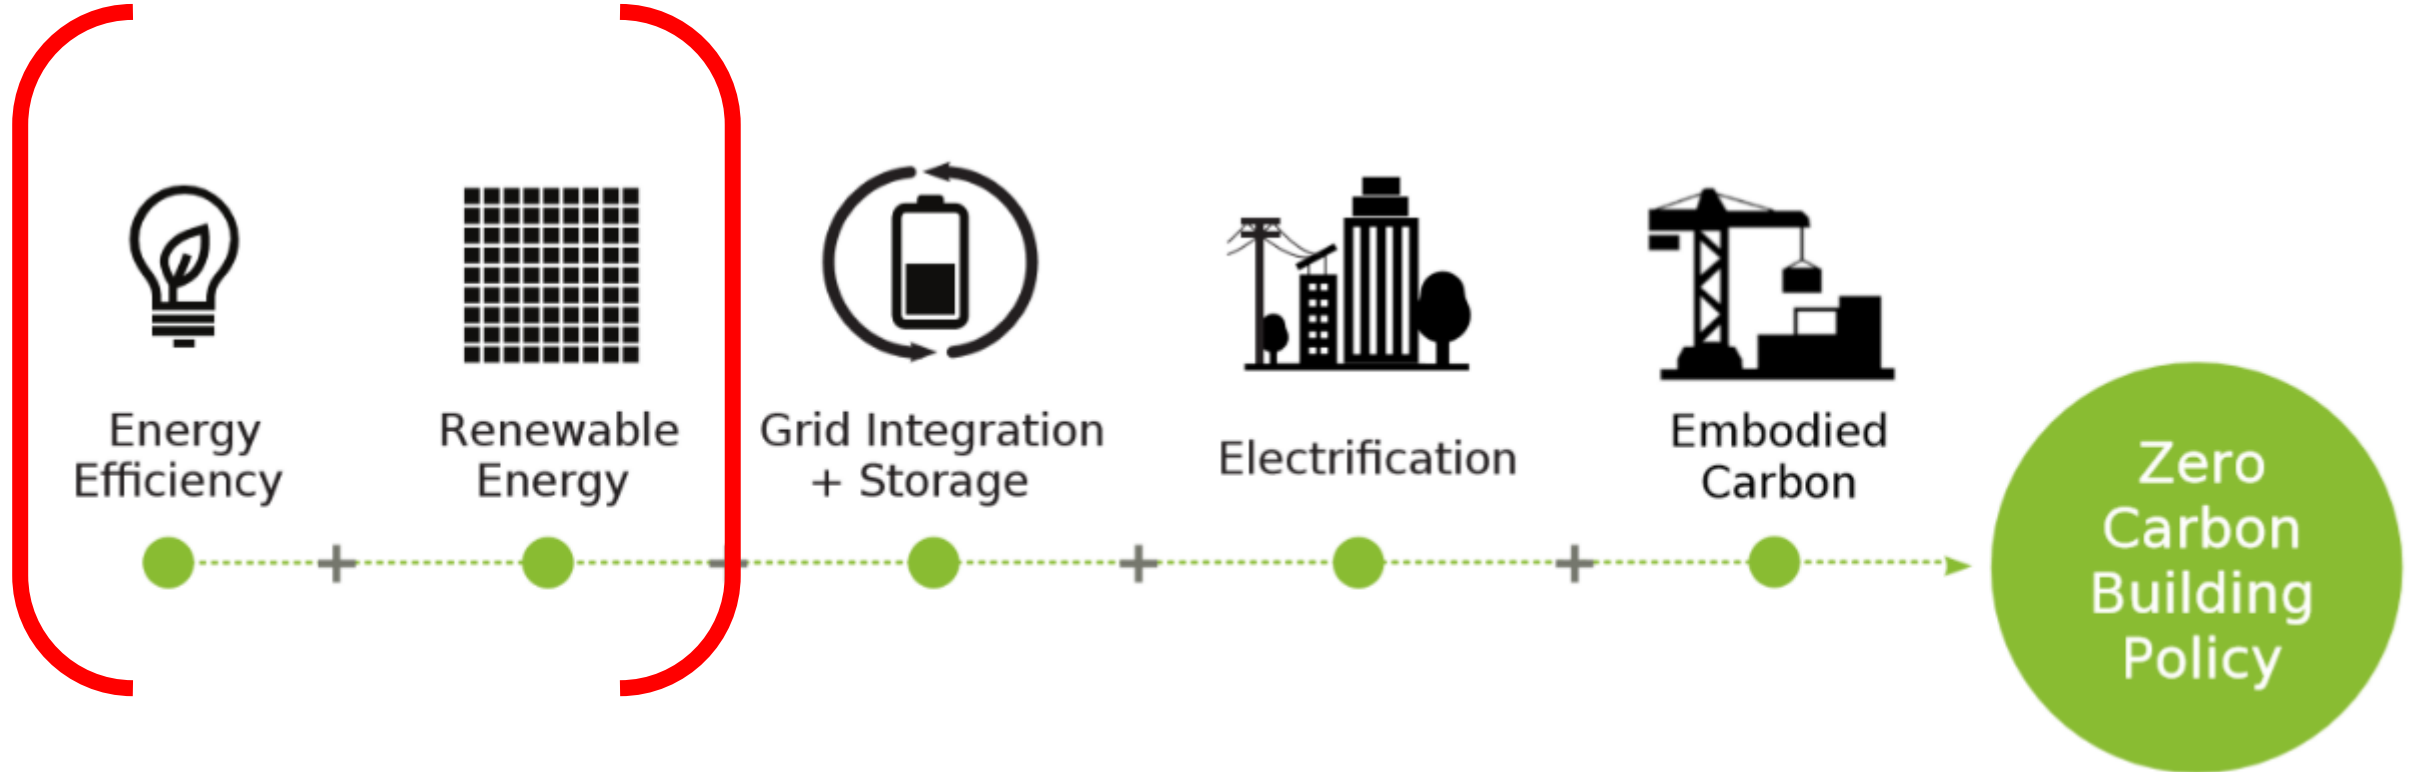 Energy
Efficiency
Renewable
Energy
Grid Integration
+ Storage
Electrification
Embodied
Carbon
Zero
Carbon
Building
Policy